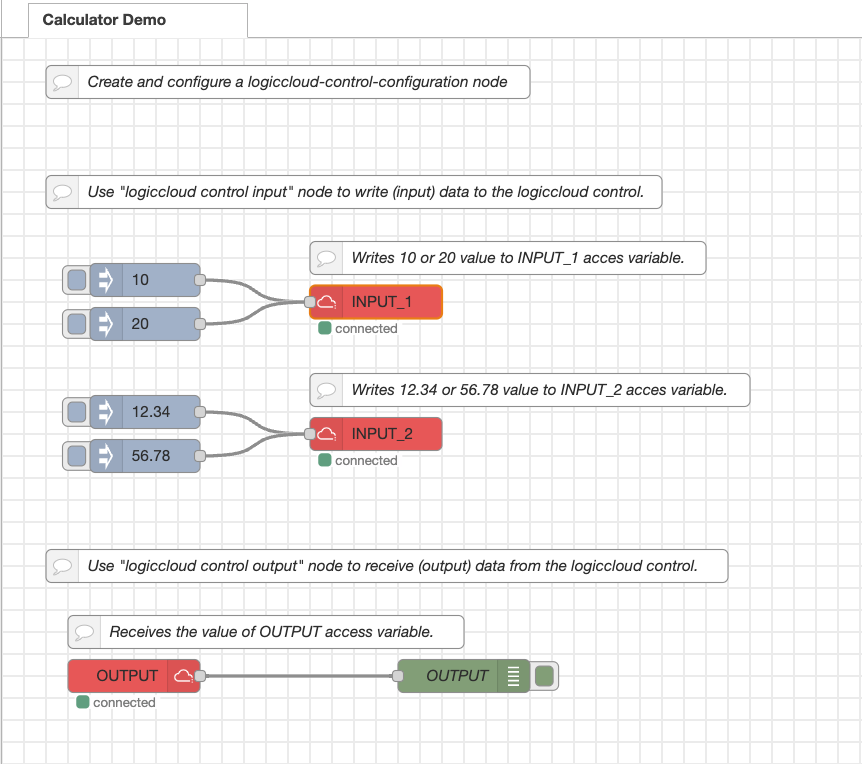 Calculator Demo
Create and configure a logiccloud-control-configuration node
Use "logiccloud control input" node to write (input) data to the logiccloud control.
Writes 10 or 20 value to INPUT_1 acces variable.
10
INPUT_1
20
connected
Writes 12.34 or 56.78 value to INPUT_2 acces variable.
12.34
INPUT_2
56.78
connected
Use "logiccloud control output" node to receive (output) data from the logiccloud control.
Receives the value of OUTPUT access variable.
OUTPUT
OUTPUT
connected